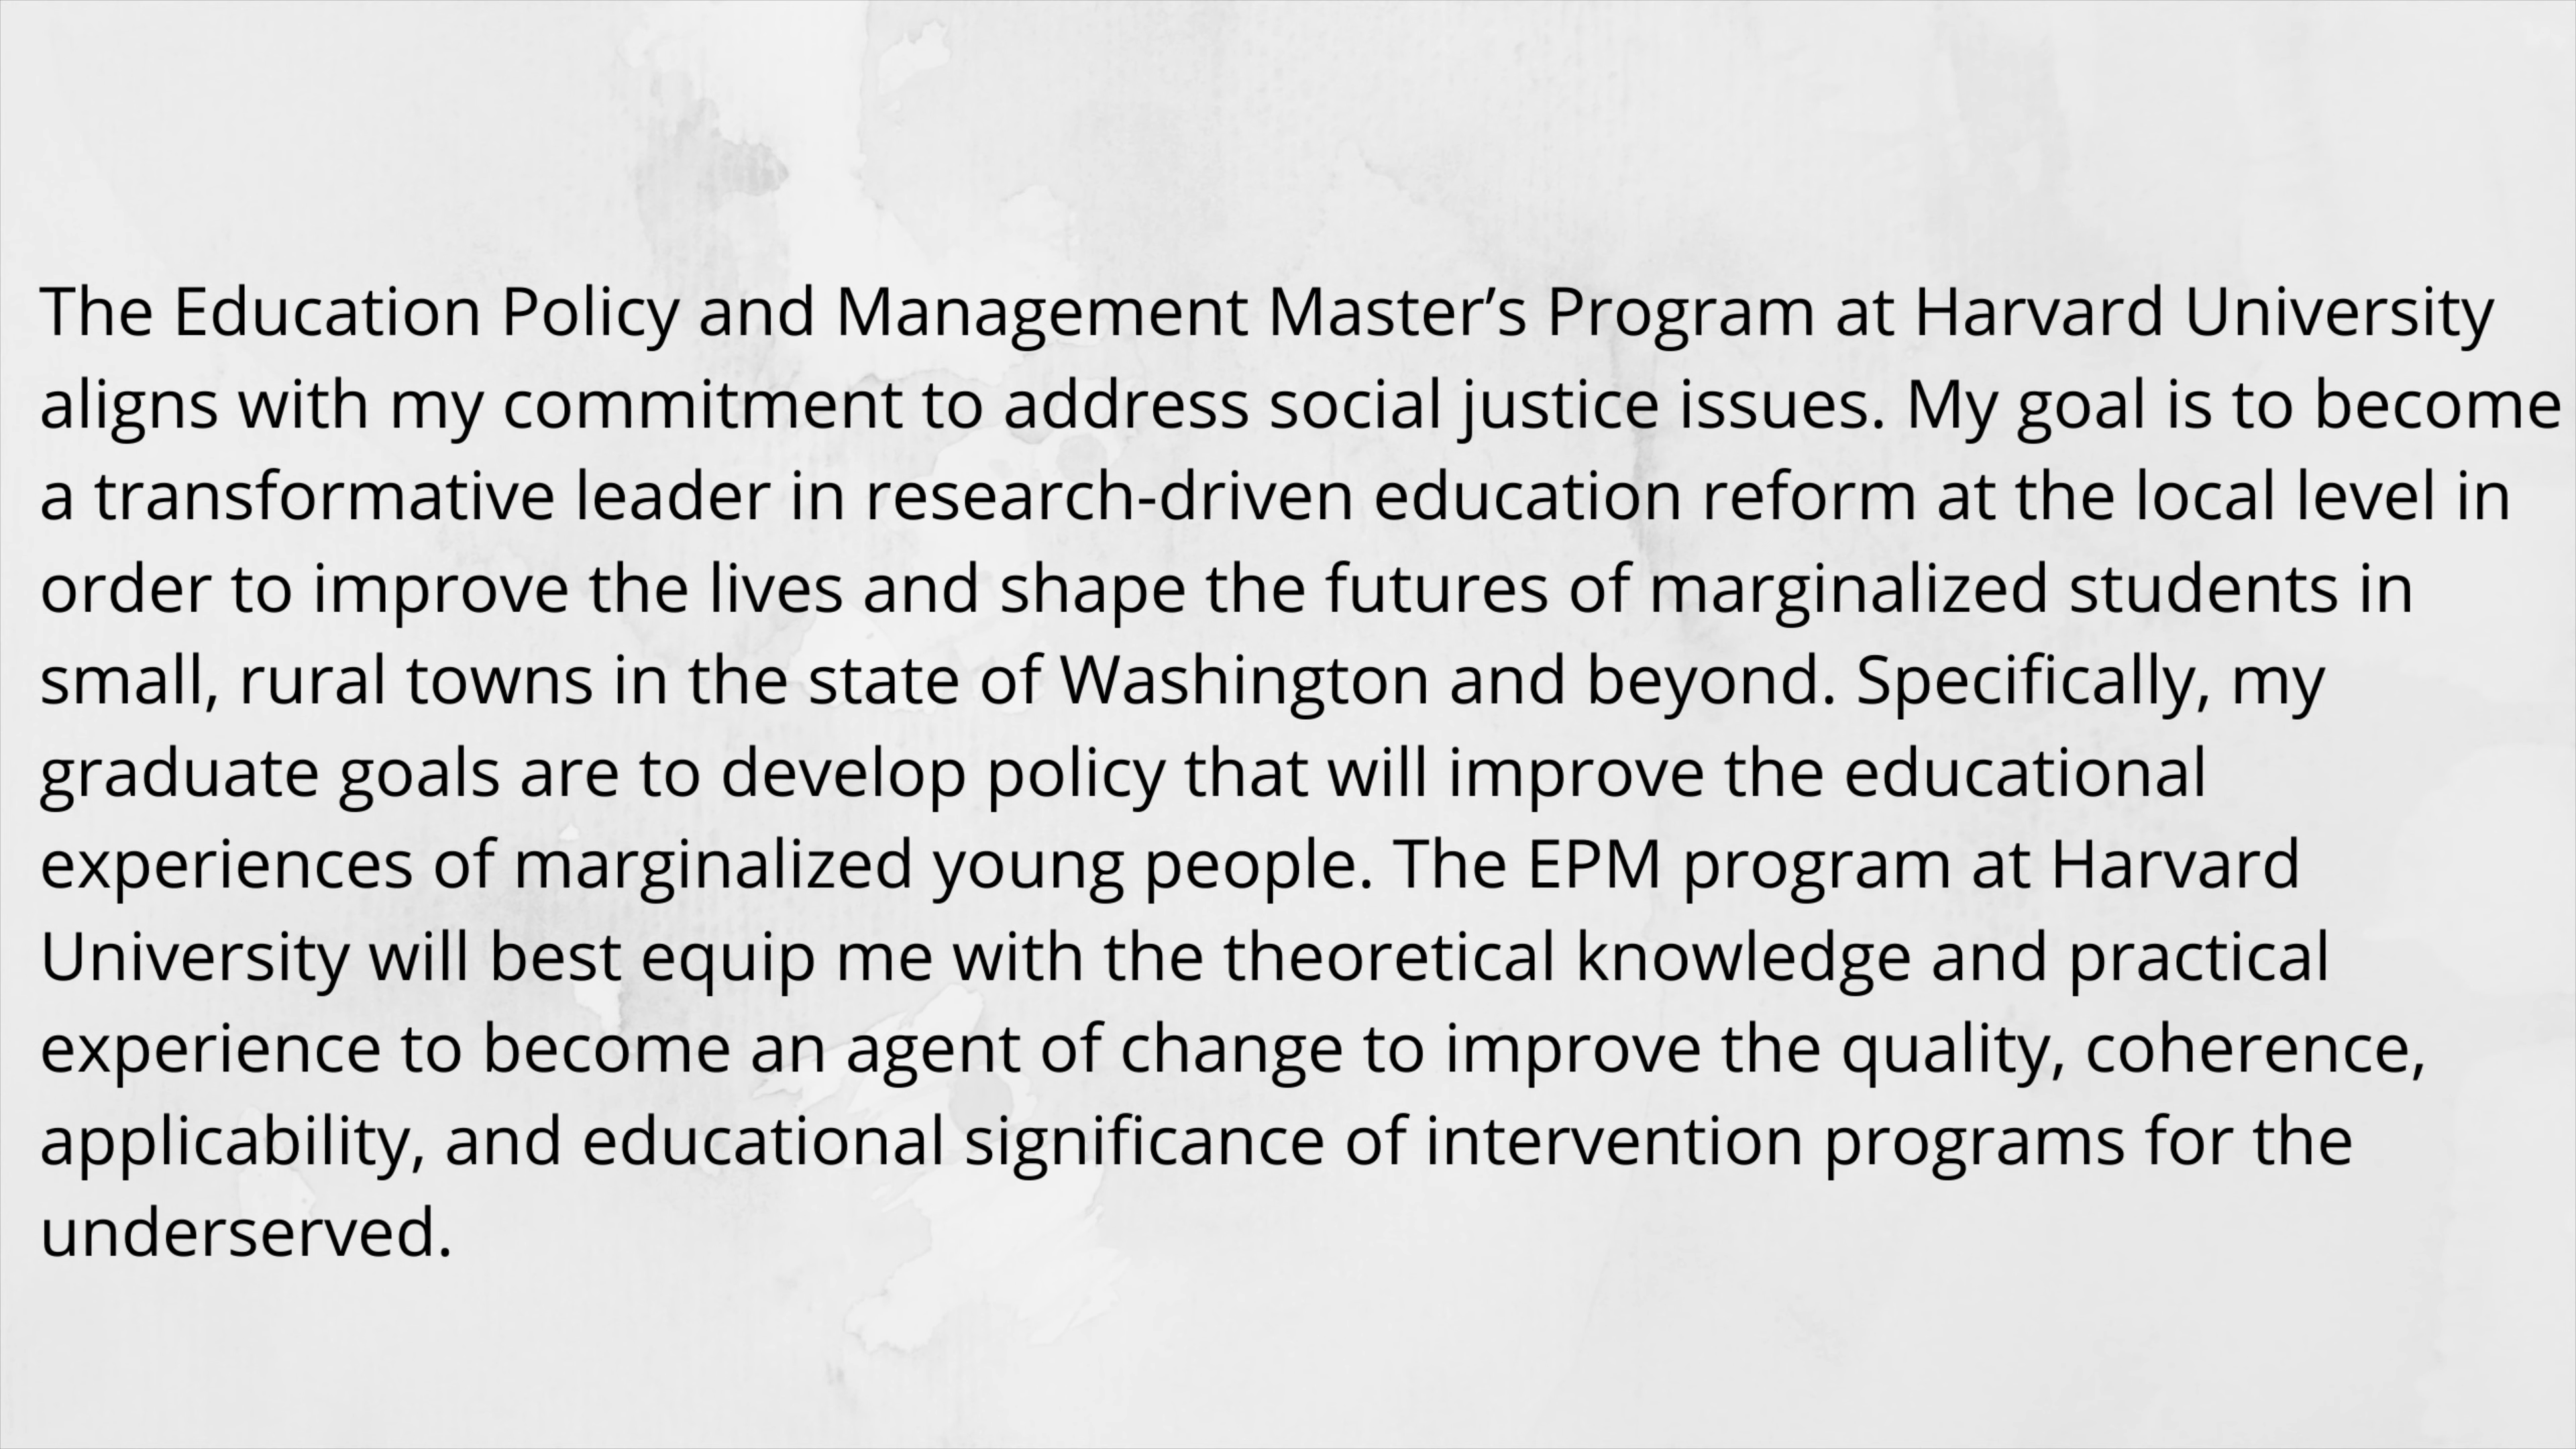 The Education Policy and Management Master’s Program at Harvard University
aligns with my commitment to address social justice issues. My goal is to become
a transformative leader in research-driven education reform at the local level in
order to improve the lives and shape the futures of marginalized students in
small, rural towns in the state of Washington and beyond. Specifically, my
graduate goals are to develop policy that will improve the educational
experiences of marginalized young people. The EPM program at Harvard
University will best equip me with the theoretical knowledge and practical
experience to become an agent of change to improve the quality, coherence,
applicability, and educational significance of intervention programs for the
underserved.